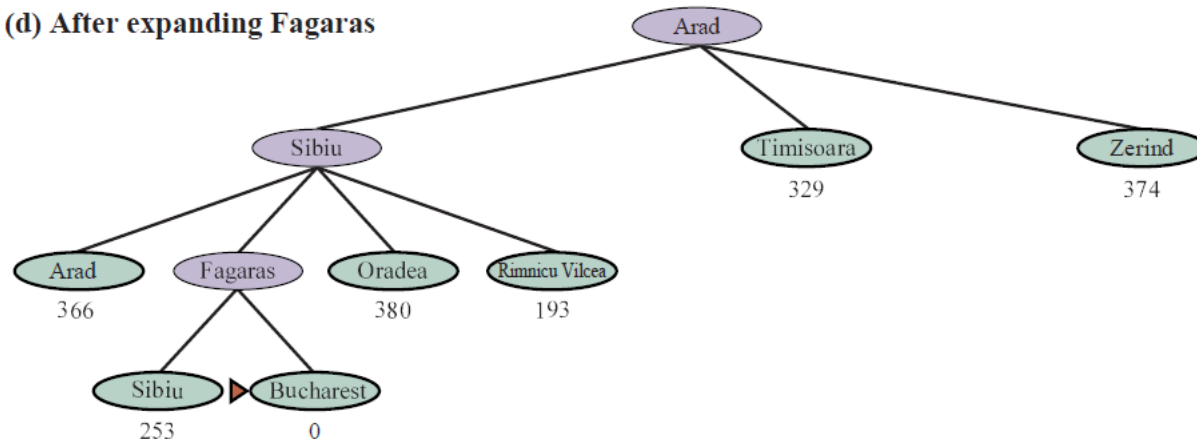 (d) After expanding Fagaras
Arad
Sibiu
Timisoara
Zerind
329
374
Arad
Fagaras
Oradea
Rimnicu Vilcea
366
380
193
Sibiu
Bucharest
253
0